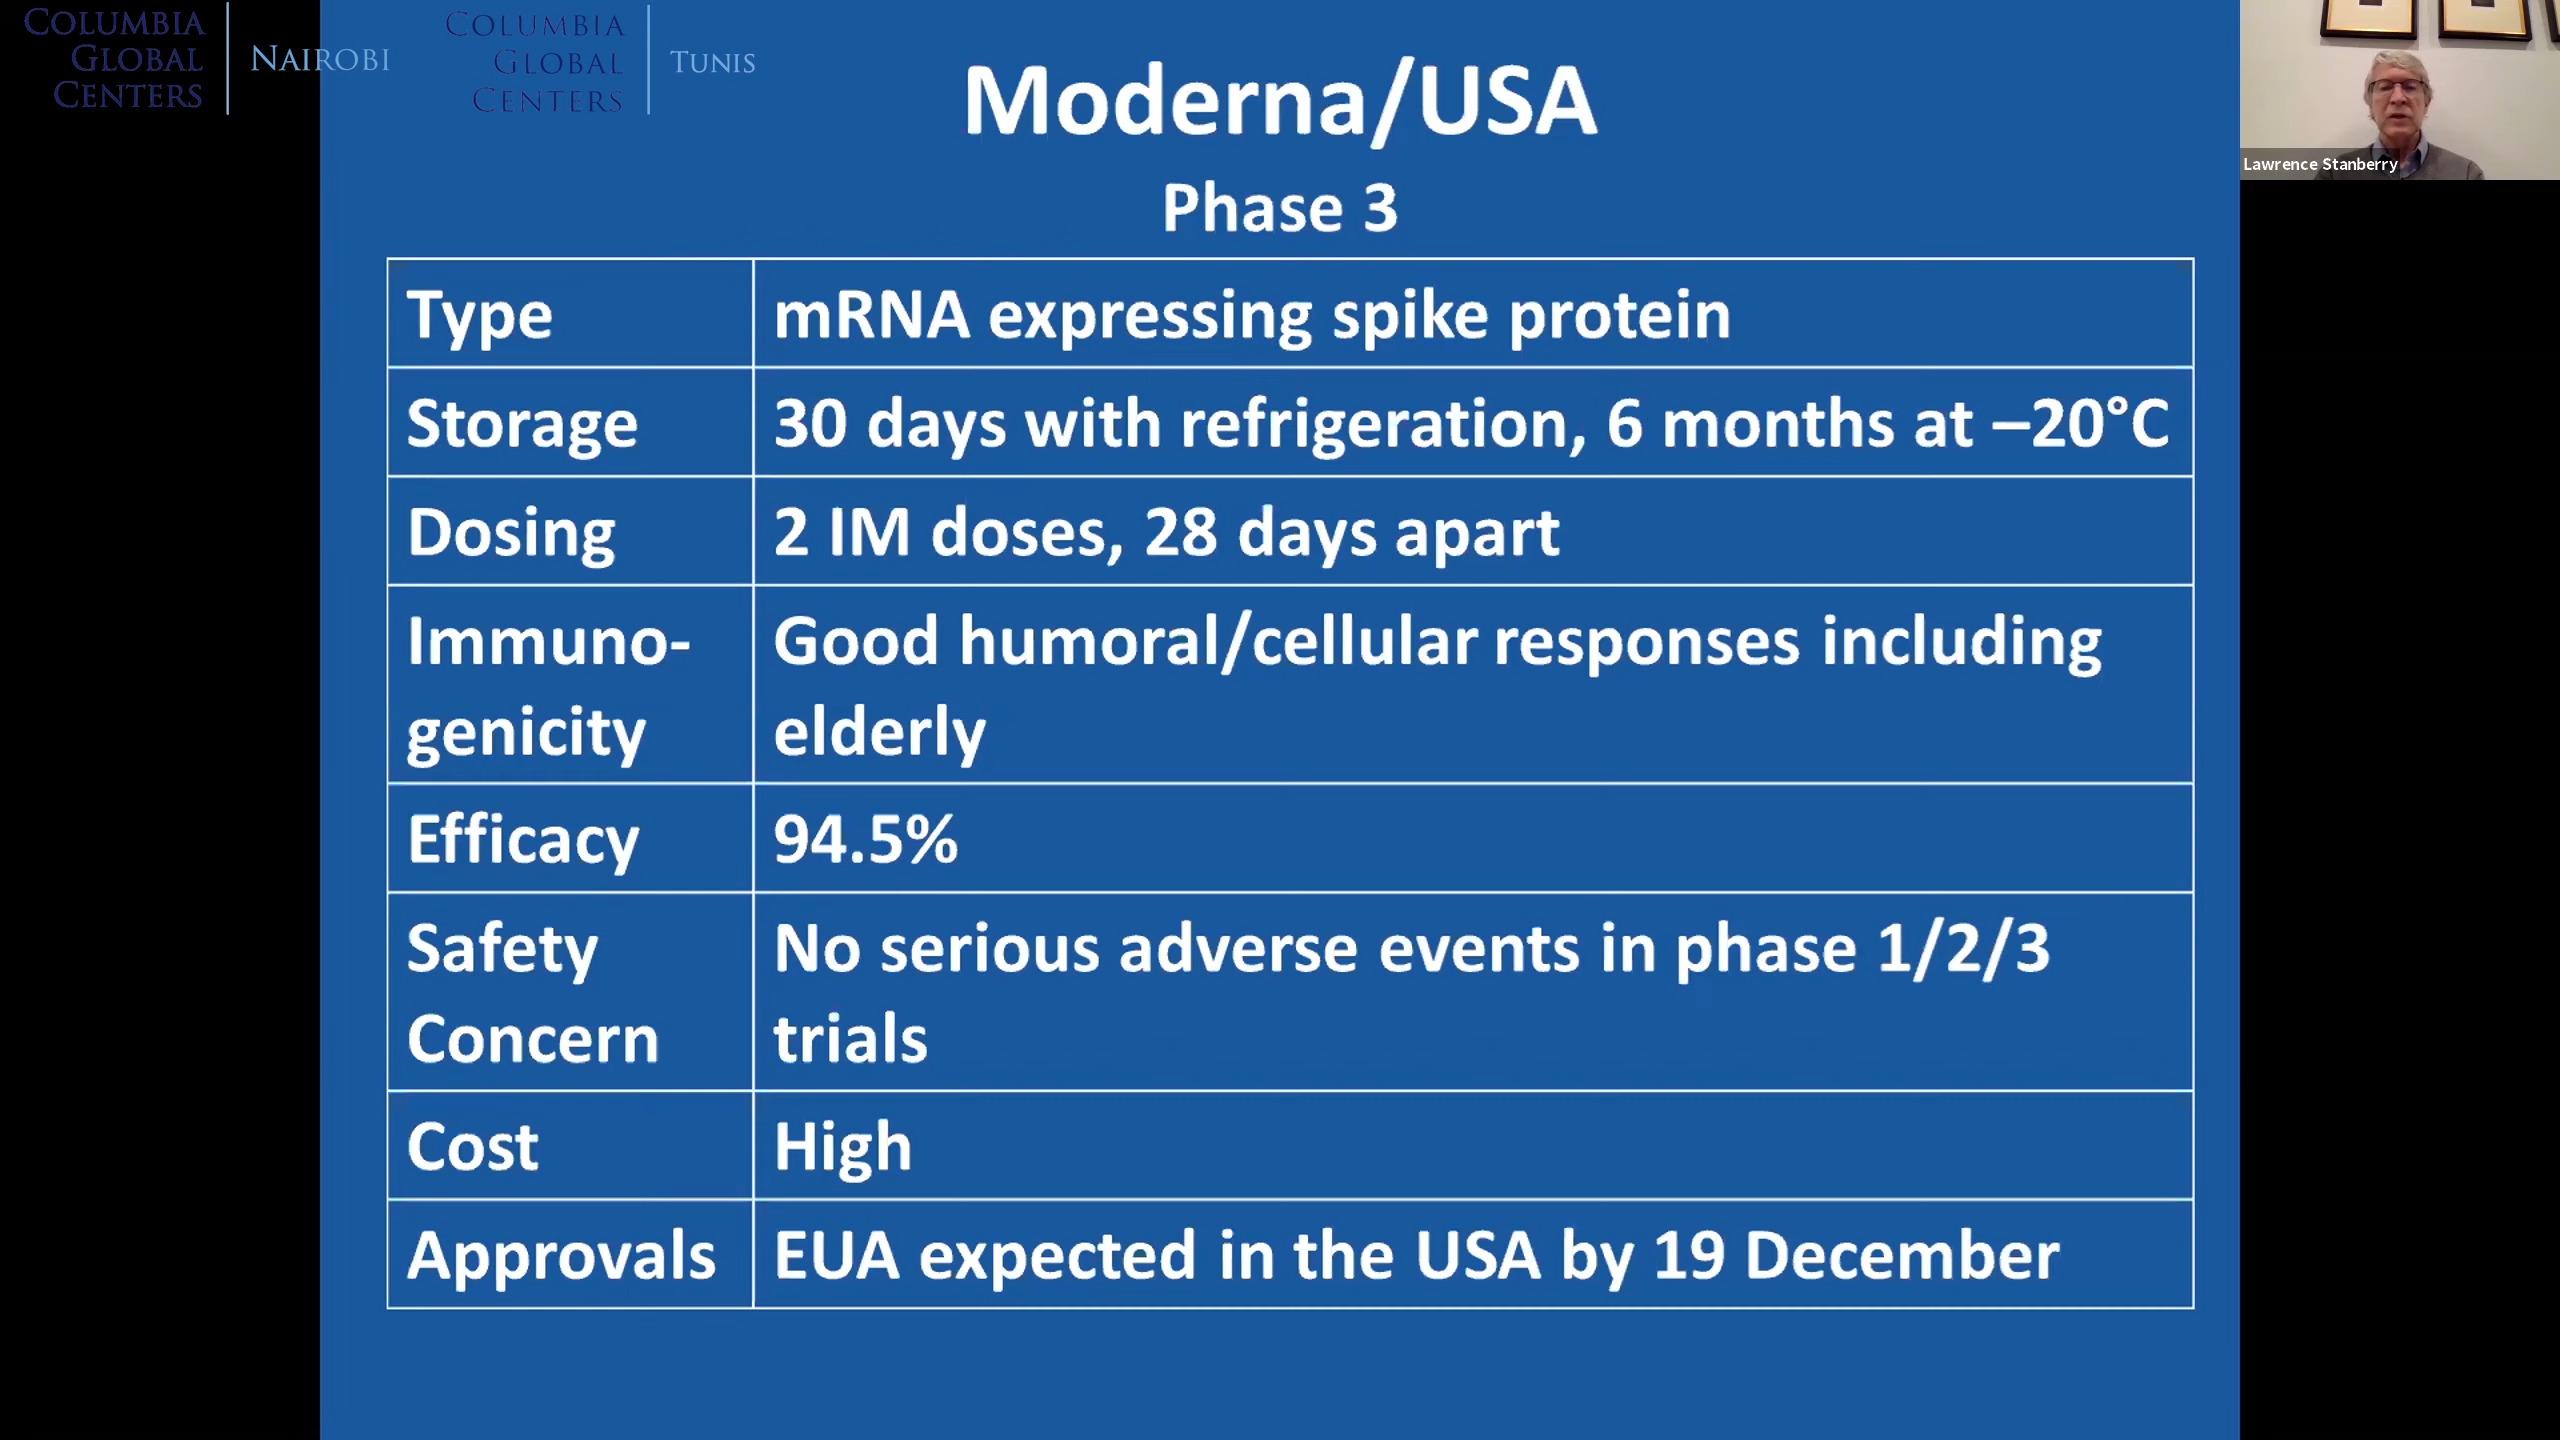 COLUMBIA
GLOBAL
CENTERS
NAIROBI
COLUMBIA
GLOBAL
CENTERS
TUNIS
Moderna/USA
Phase 3
Lawrence Stanberry
Type mRNA expressing spike protein
Storage 30 days with refrigeration, 6 months at –20°C
Dosing 2 IM doses, 28 days apart
Immuno- Good humoral/cellular responses including
genicity elderly
Efficacy 94.5%
Safety No serious adverse events in phase 1/2/3
Concern trials
Cost High
Approvals EUA expected in the USA by 19 December